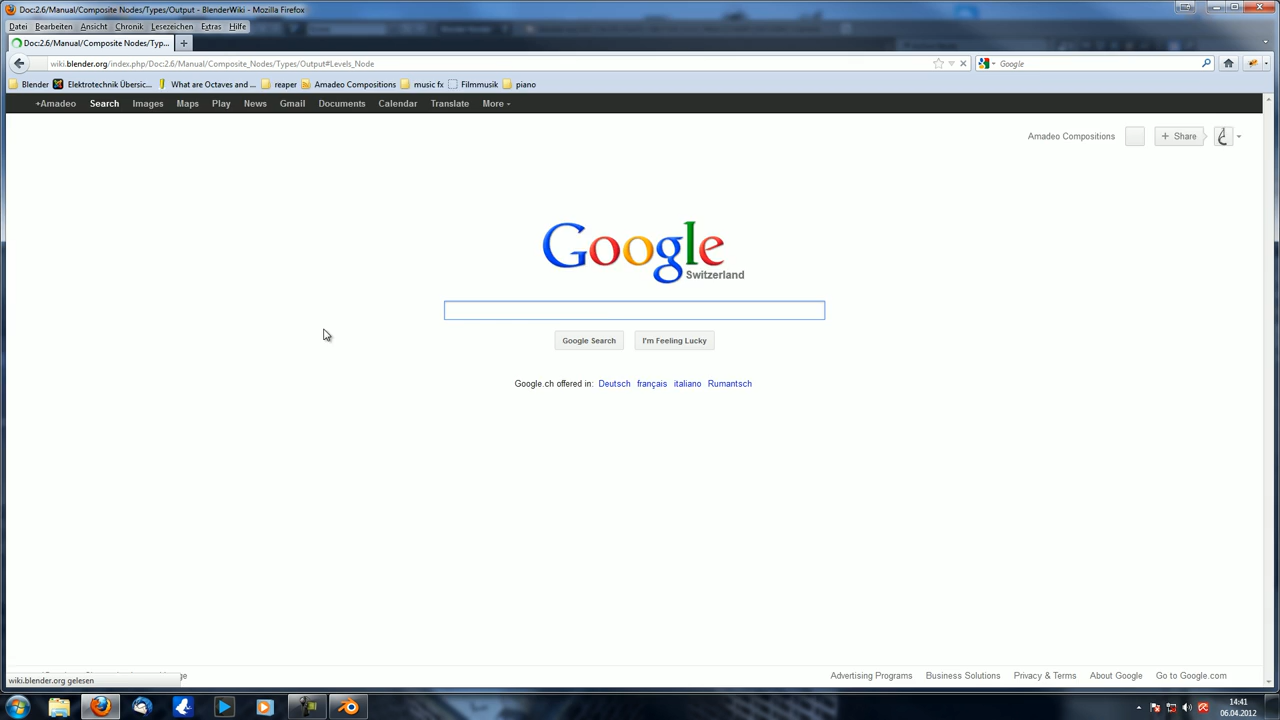 Doc:2.6/Manual/Composite Nodes/Types/Output - BlenderWiki - Mozilla Firefox
Datei Bearbeiten Ansicht Chronik Lesezeichen Extras Hilfe
Doc:2.6/Manual/Composite Nodes/Typ...
wiki.blender.org/index.php/Doc:2.6/Manual/Composite_Nodes/Types/Output#Levels_Node
Google
Blender Elektrotechnik Übersic... What are Octaves and ... reaper Amadeo Compositions music fx Filmmusik piano
+Amadeo Search Images Maps Play News Gmail Documents Calendar Translate More
Amadeo Compositions + Share
Google
Switzerland
Google Search I'm Feeling Lucky
Google.ch offered in: Deutsch français italiano Rumantsch
wiki.blender.org gelesen
Advertising Programs Business Solutions Privacy & Terms About Google Go to Google.com
14:41
06.04.2012